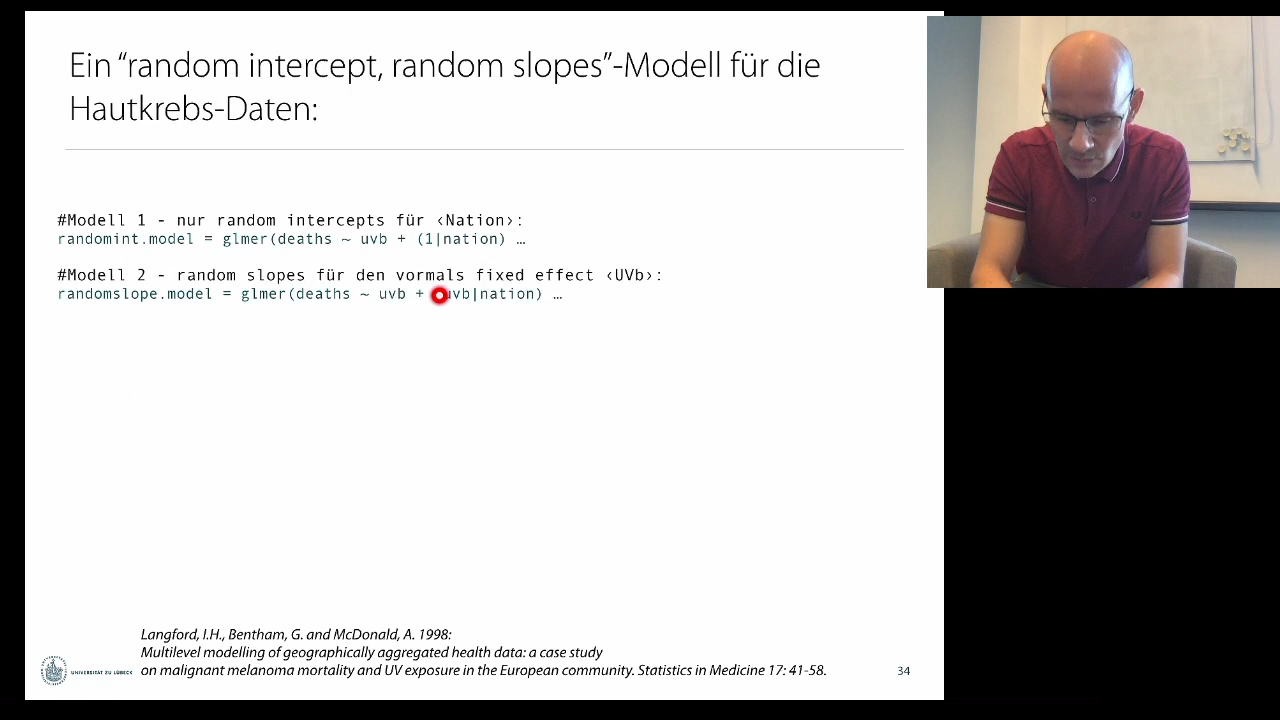 Ein “random intercept, random slopes”-Modell für die
Hautkrebs-Daten:
#Modell 1 - nur random intercepts für ‹Nation›:
randomint.model = glmer(deaths ~ uvb + (1|nation) …
#Modell 2 - random slopes für den vormals fixed effect ‹UVb›:
randomslope.model = glmer(deaths ~ uvb + uvb|nation) …
Langford, I.H., Bentham, G. and McDonald, A. 1998:
Multilevel modelling of geographically aggregated health data: a case study
on malignant melanoma mortality and UV exposure in the European community. Statistics in Medicine 17: 41-58.
UNIVERSITÄT ZU LÜBECK
34